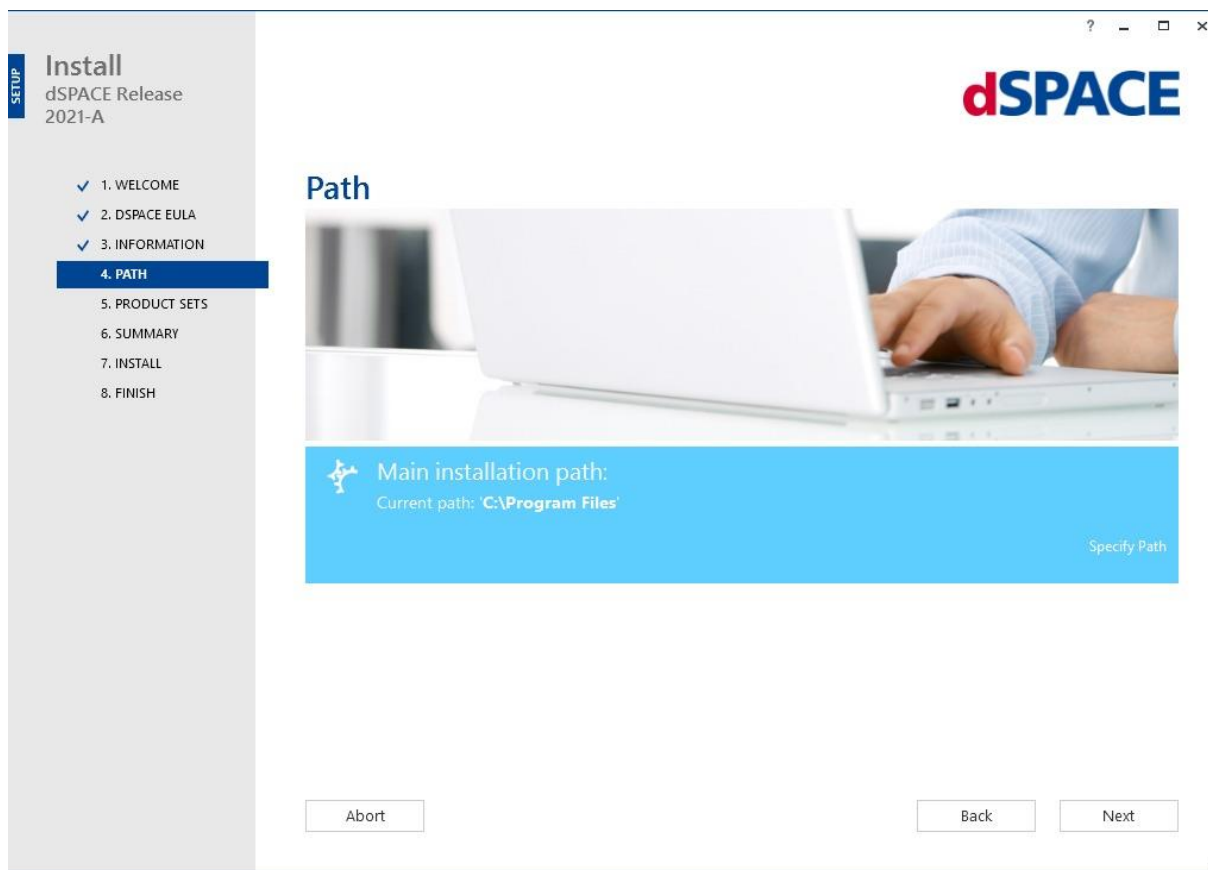 ? 
SETUP
Install
dSPACE Release
2021-A
dSPACE
1. WELCOME
2. DSPACE EULA
3. INFORMATION
4. PATH
5. PRODUCT SETS
6. SUMMARY
7. INSTALL
8. FINISH
Path
Main installation path:
Current path: 'C:\Program Files'
Specify Path
Abort
Back
Next